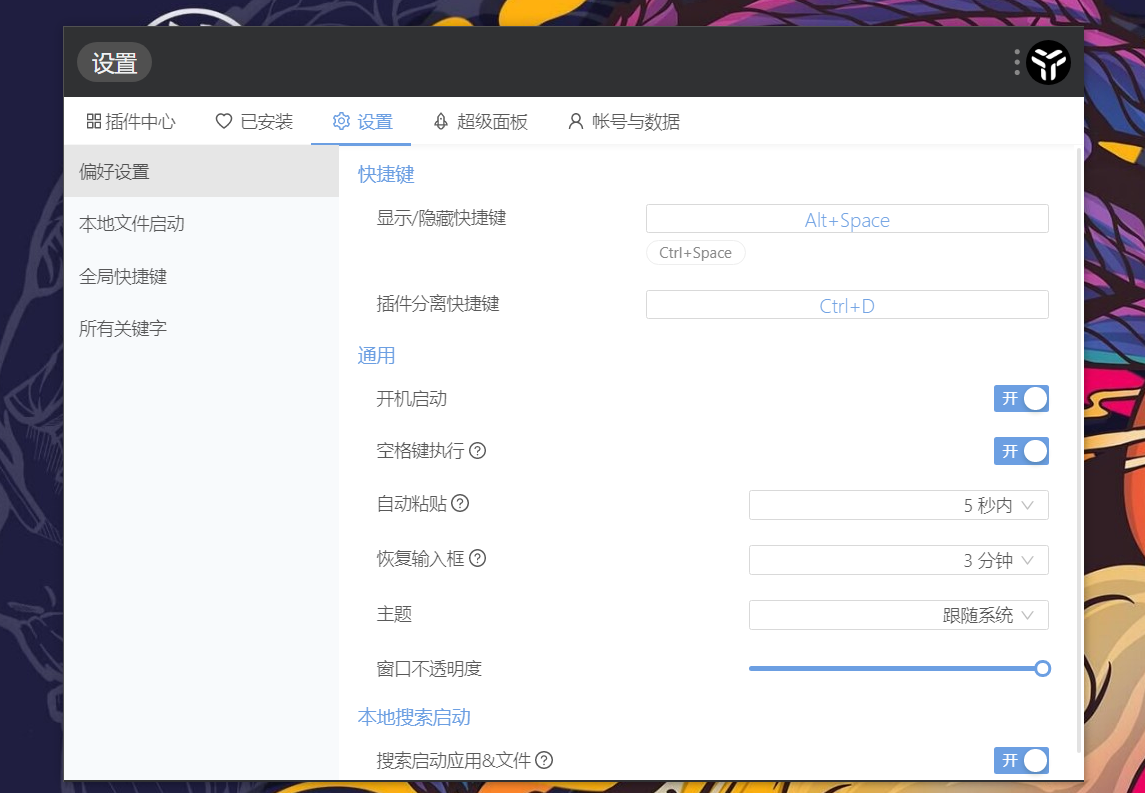 设置
插件中心 已安装 设置 超级面板 帐号与数据
偏好设置
本地文件启动
全局快捷键
所有关键字
快捷键
显示/隐藏快捷键 Alt+Space
Ctrl+Space
插件分离快捷键 Ctrl+D
通用
开机启动 开
空格键执行 开
自动粘贴 5 秒内
恢复输入框 3 分钟
主题 跟随系统
窗口不透明度
本地搜索启动
搜索启动应用&文件 开